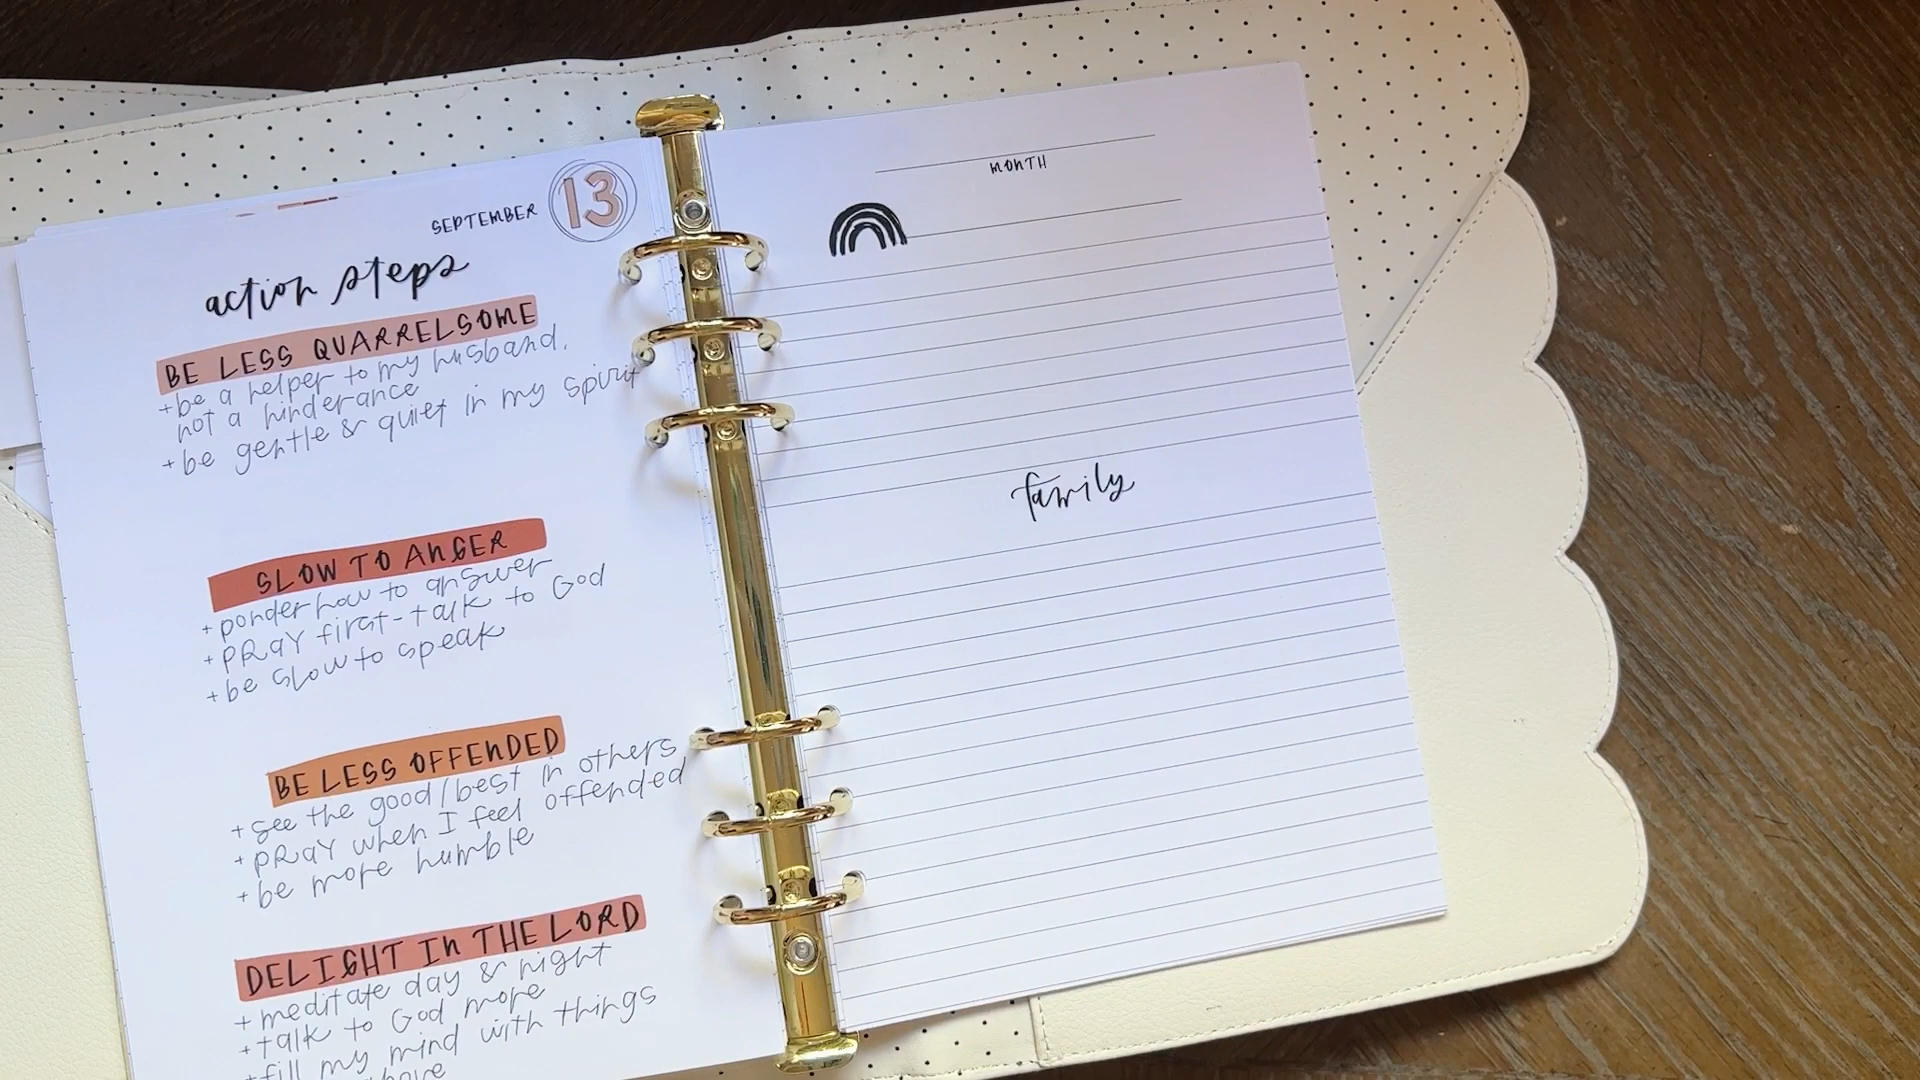 SEPTEMBER 13
action steps
BE LESS QUARRELSOME
+ be a helper to my husband,
not a hinderance
+ be gentle & quiet in my spirit
SLOW TO ANGER
+ ponder how to answer
+ PRAY first - talk to God
+ be slow to speak
BE LESS OFFENDED
+ see the good/best in others
+ PRAY when I feel offended
+ be more humble
DELIGHT IN THE LORD
+ meditate day & night
+ talk to God more
+ fill my mind with things
above
MONTH
family